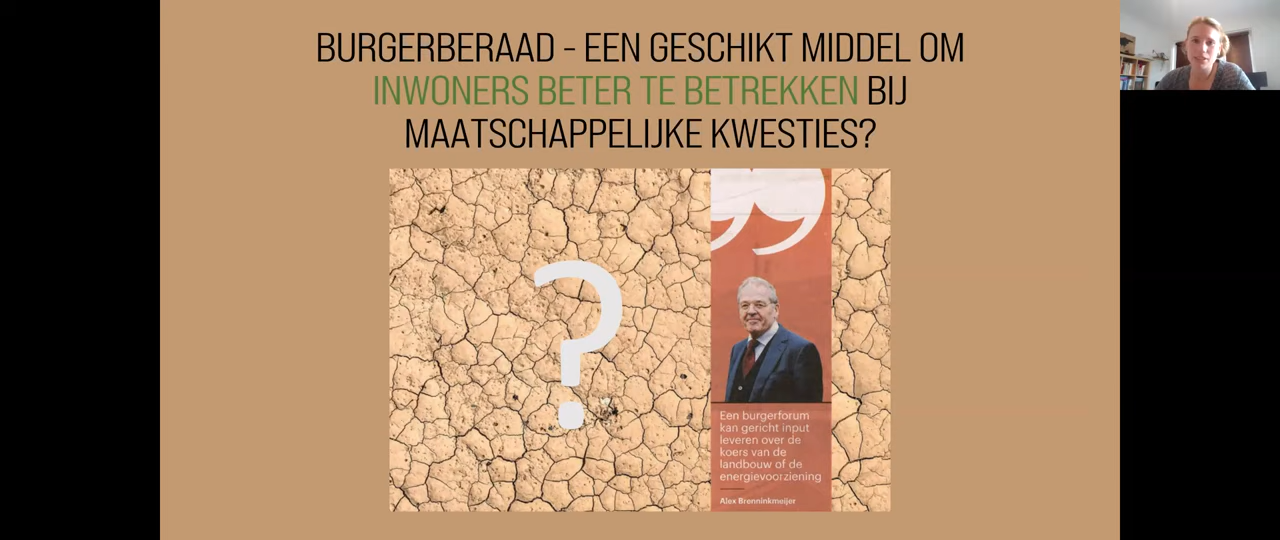 BURGERBERAAD - EEN GESCHIKT MIDDEL OM
INWONERS BETER TE BETREKKEN BIJ
MAATSCHAPPELIJKE KWESTIES?
?
Een burgerforum
kan gericht input
leveren over de
koers van de
landbouw of de
energievoorziening
Alex Brenninkmeijer